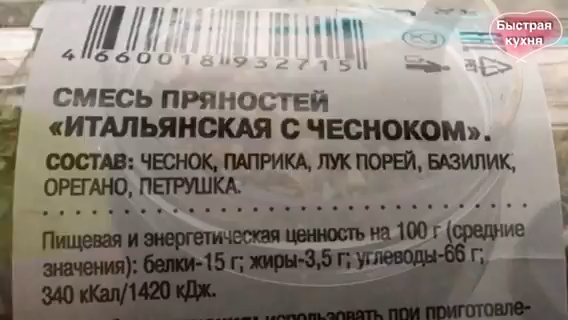 Быстрая
кухня
4 660018 932715
СМЕСЬ ПРЯНОСТЕЙ
«ИТАЛЬЯНСКАЯ С ЧЕСНОКОМ».
СОСТАВ: ЧЕСНОК, ПАПРИКА, ЛУК ПОРЕЙ, БАЗИЛИК,
ОРЕГАНО, ПЕТРУШКА.
Пищевая и энергетическая ценность на 100 г (средние
значения): белки-15 г; жиры-3,5 г; углеводы-66 г;
340 кКал/1420 кДж.
использовать при приготовле-